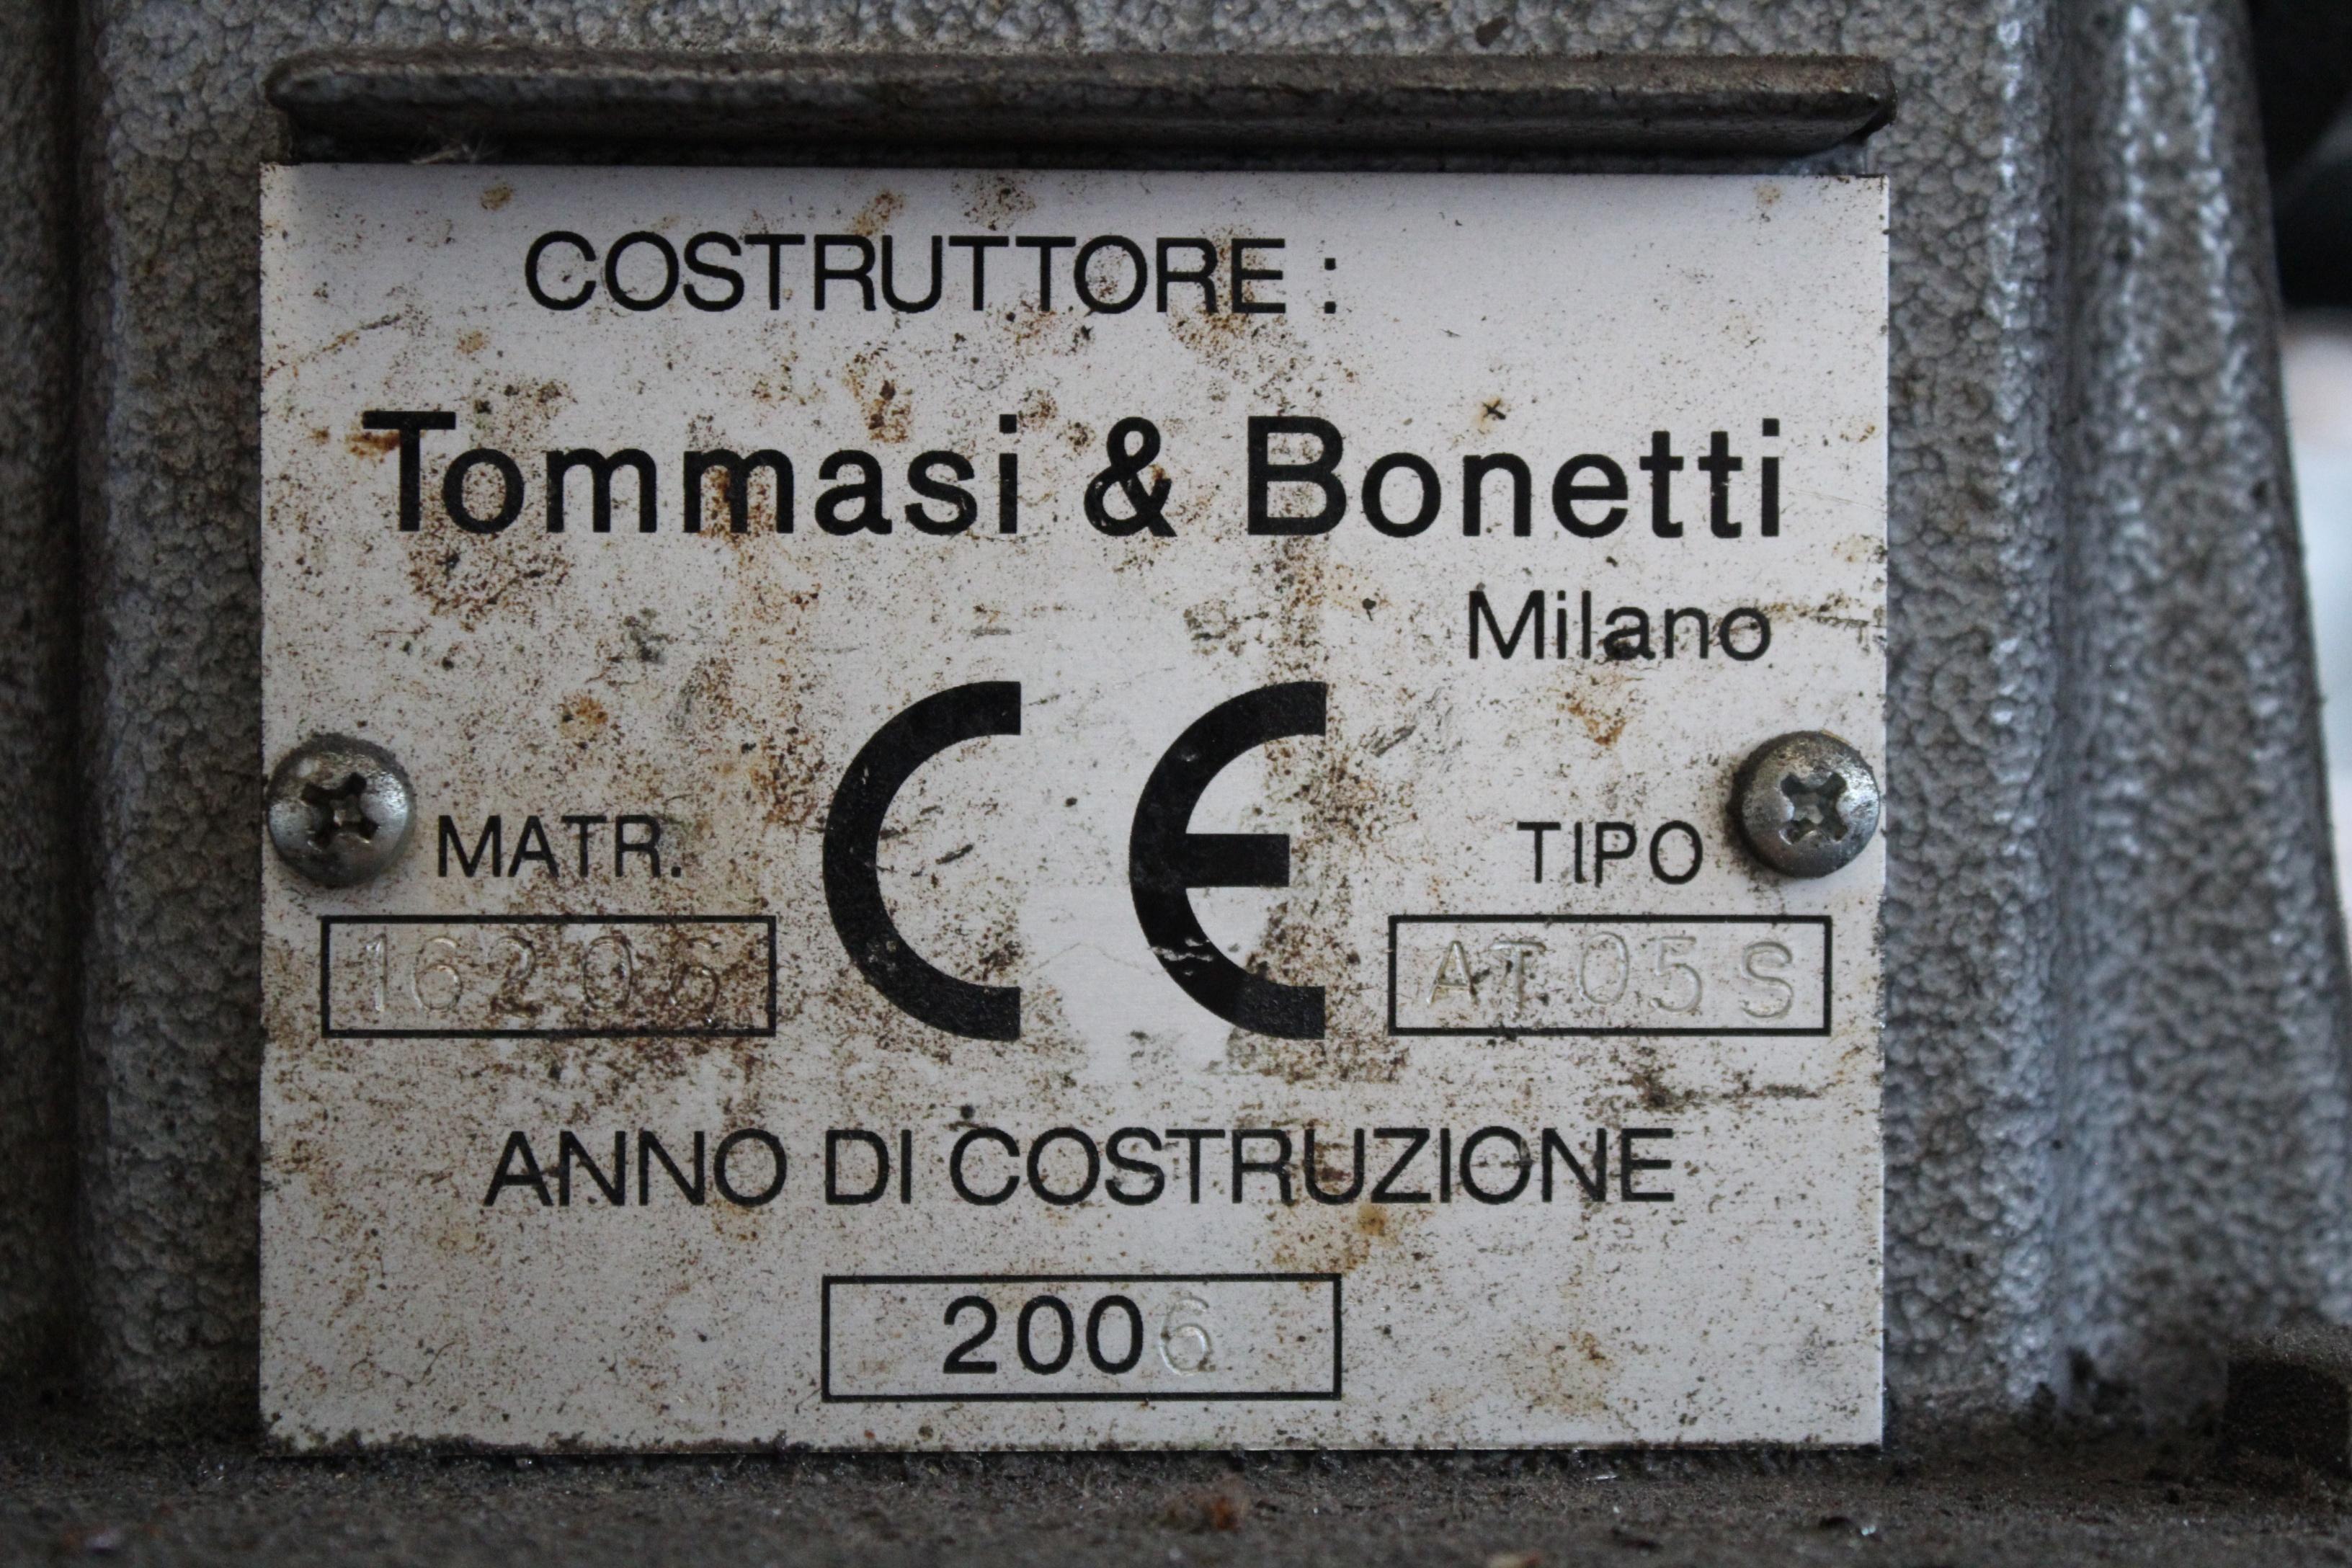 COSTRUTTORE :
Tommasi & Bonetti
Milano
CE
MATR.
TIPO
16206
AT05S
ANNO DI COSTRUZIONE
2006